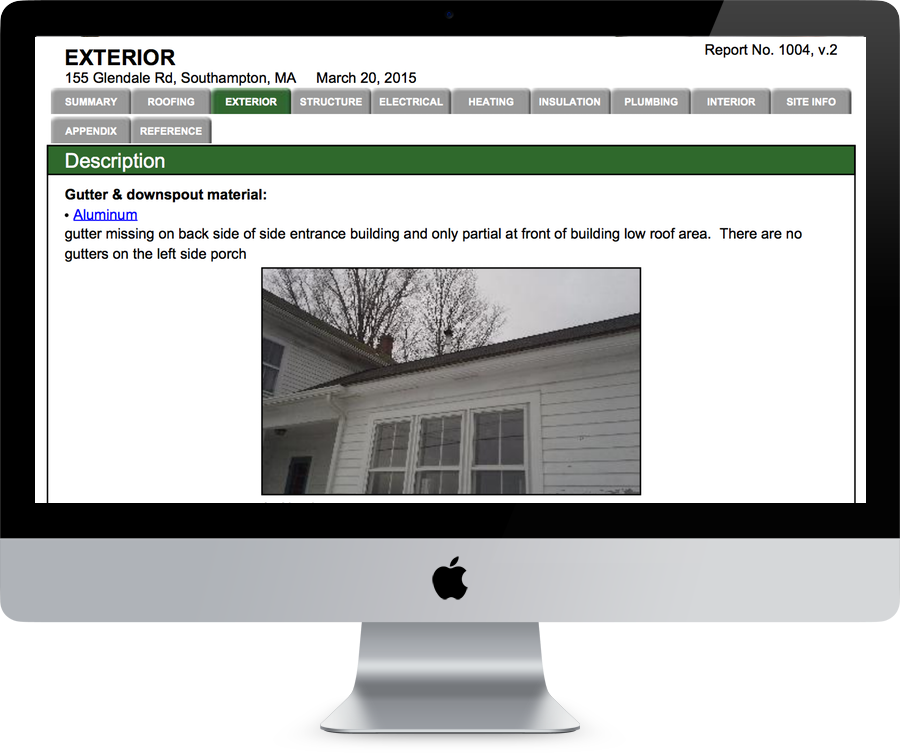 EXTERIOR
Report No. 1004, v.2
155 Glendale Rd, Southampton, MA March 20, 2015
SUMMARY ROOFING EXTERIOR STRUCTURE ELECTRICAL HEATING INSULATION PLUMBING INTERIOR SITE INFO
APPENDIX REFERENCE
Description
Gutter & downspout material:
• Aluminum
gutter missing on back side of side entrance building and only partial at front of building low roof area. There are no
gutters on the left side porch